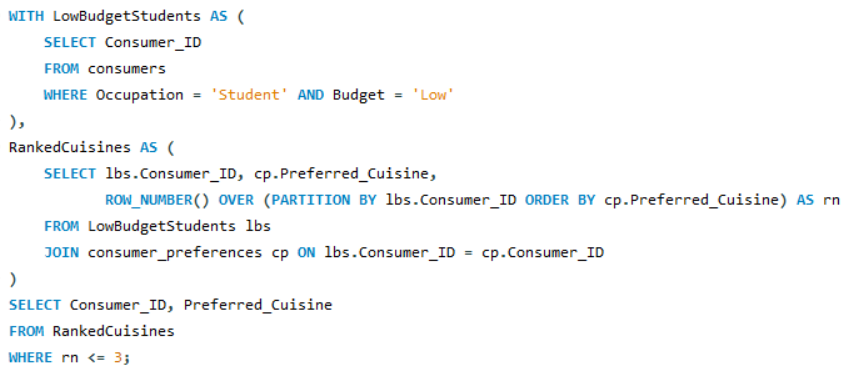 WITH LowBudgetStudents AS (
    SELECT Consumer_ID
    FROM consumers
    WHERE Occupation = 'Student' AND Budget = 'Low'
),
RankedCuisines AS (
    SELECT lbs.Consumer_ID, cp.Preferred_Cuisine,
           ROW_NUMBER() OVER (PARTITION BY lbs.Consumer_ID ORDER BY cp.Preferred_Cuisine) AS rn
    FROM LowBudgetStudents lbs
    JOIN consumer_preferences cp ON lbs.Consumer_ID = cp.Consumer_ID
)
SELECT Consumer_ID, Preferred_Cuisine
FROM RankedCuisines
WHERE rn <= 3;